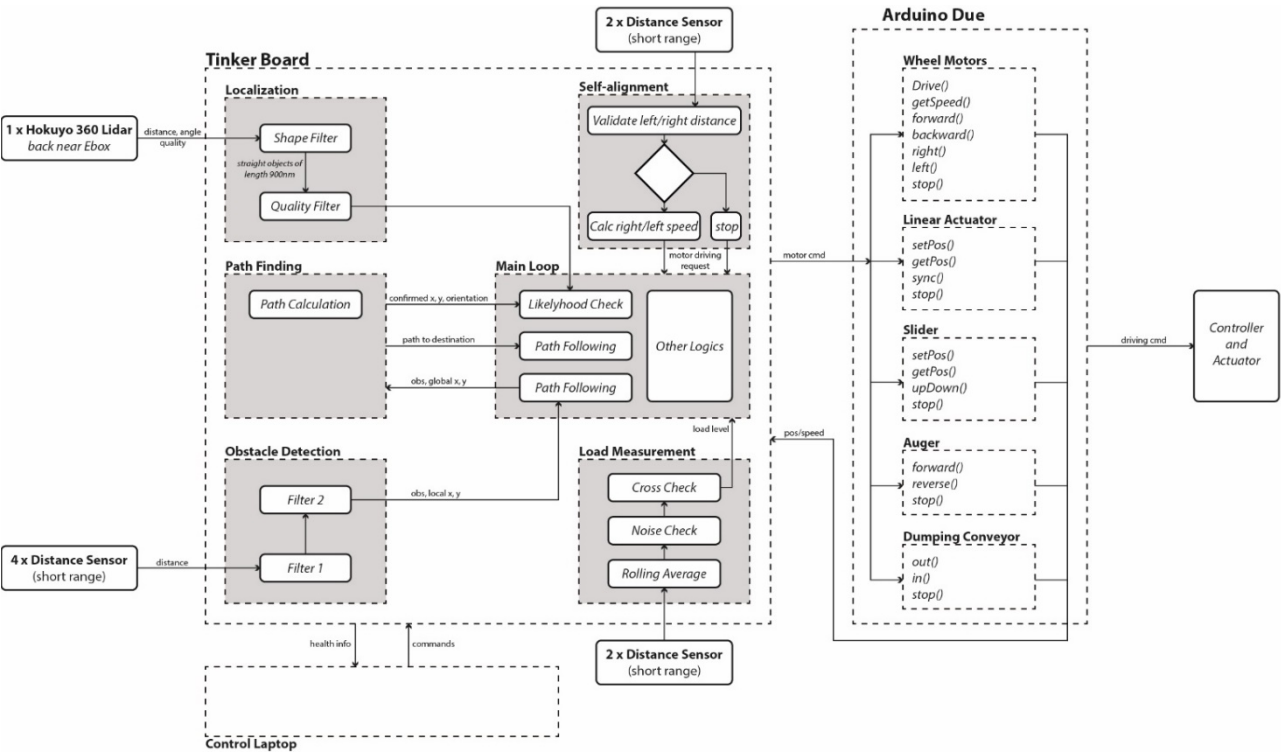 Arduino Due
2 x Distance Sensor
(short range)
Tinker Board
Localization
Self-alignment
Wheel Motors
Drive()
getSpeed()
forward()
backward()
right()
left()
stop()
1 x Hokuyo 360 Lidar
back near Ebox
distance, angle
quality
Shape Filter
straight objects of
length 900nm
Quality Filter
Validate left/right distance
Calc right/left speed
stop
motor driving
request
Linear Actuator
setPos()
getPos()
sync()
stop()
Path Finding
Path Calculation
Main Loop
confirmed x, y, orientation
Likelyhood Check
path to destination
Path Following
obs, global x, y
Path Following
Other Logics
motor cmd
Slider
setPos()
getPos()
upDown()
stop()
driving cmd
Controller
and
Actuator
load level
pos/speed
Obstacle Detection
Filter 2
obs, local x, y
Filter 1
4 x Distance Sensor
(short range)
distance
Load Measurement
Cross Check
Noise Check
Rolling Average
Auger
forward()
reverse()
stop()
Dumping Conveyor
out()
in()
stop()
health info
commands
2 x Distance Sensor
(short range)
Control Laptop